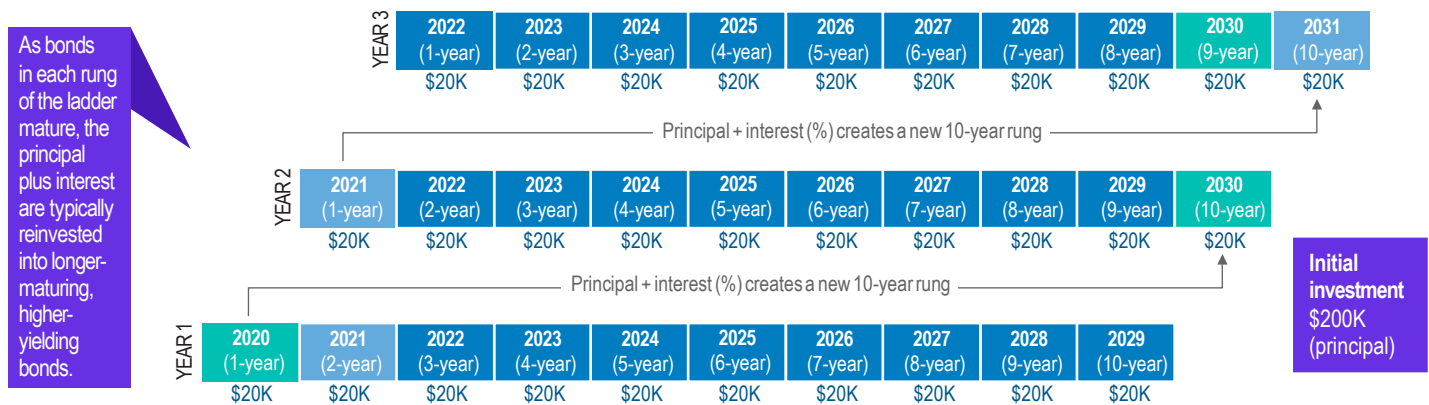 As bonds
in each rung
of the ladder
mature, the
principal
plus interest
are typically
reinvested
into longer-
maturing,
higher-
yielding
bonds.
YEAR 3
2022 2023 2024 2025 2026 2027 2028 2029 2030 2031
(1-year) (2-year) (3-year) (4-year) (5-year) (6-year) (7-year) (8-year) (9-year) (10-year)
$20K $20K $20K $20K $20K $20K $20K $20K $20K $20K
Principal + interest (%) creates a new 10-year rung
YEAR 2
2021 2022 2023 2024 2025 2026 2027 2028 2029 2030
(1-year) (2-year) (3-year) (4-year) (5-year) (6-year) (7-year) (8-year) (9-year) (10-year)
$20K $20K $20K $20K $20K $20K $20K $20K $20K $20K
Principal + interest (%) creates a new 10-year rung
YEAR 1
2020 2021 2022 2023 2024 2025 2026 2027 2028 2029
(1-year) (2-year) (3-year) (4-year) (5-year) (6-year) (7-year) (8-year) (9-year) (10-year)
$20K $20K $20K $20K $20K $20K $20K $20K $20K $20K
Initial
investment
$200K
(principal)